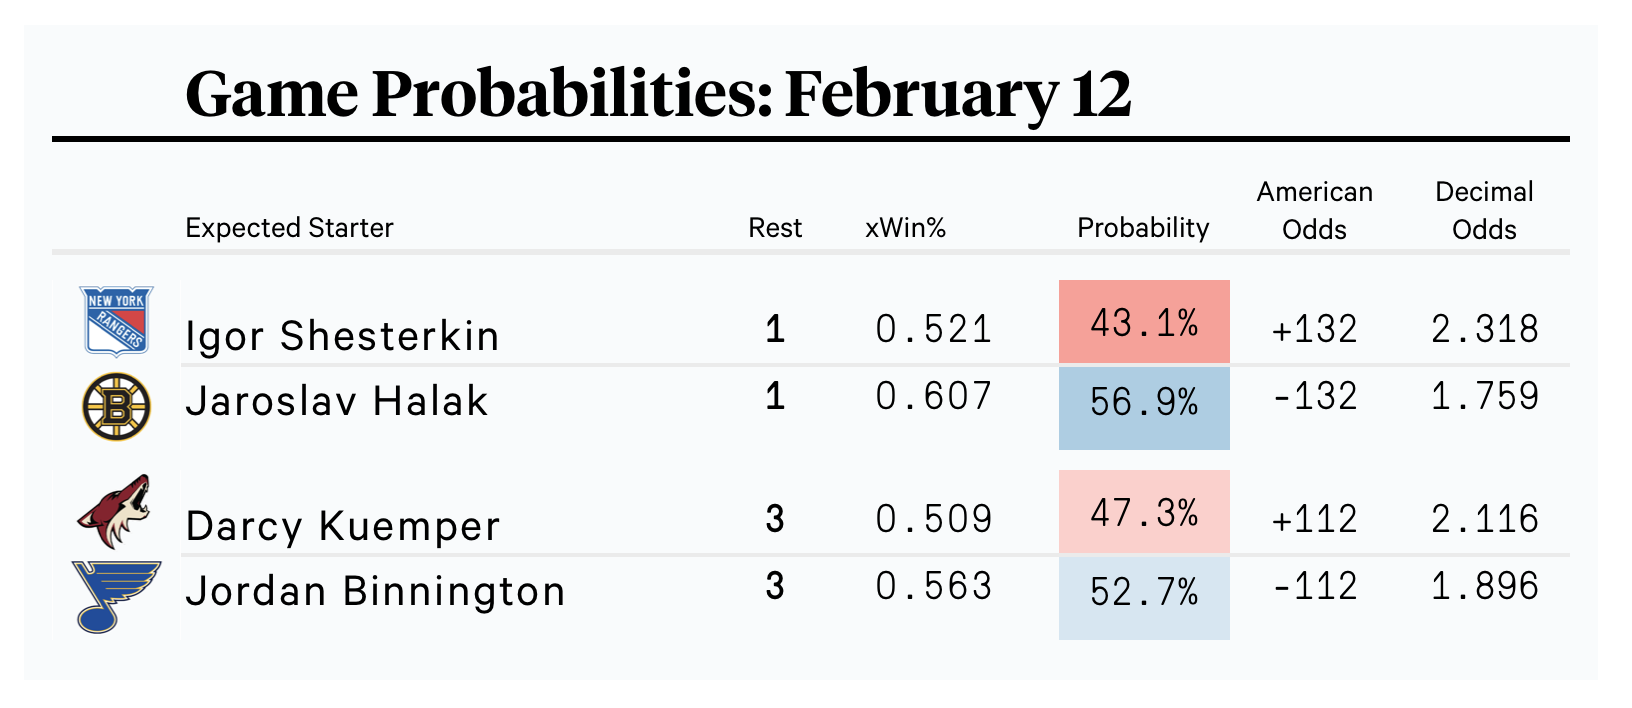 Game Probabilities: February 12
Expected Starter Rest xWin% Probability American Odds Decimal Odds
NEW YORK
RANGERS
Igor Shesterkin 1 0.521 43.1% +132 2.318
B
Jaroslav Halak 1 0.607 56.9% -132 1.759
Darcy Kuemper 3 0.509 47.3% +112 2.116
Jordan Binnington 3 0.563 52.7% -112 1.896